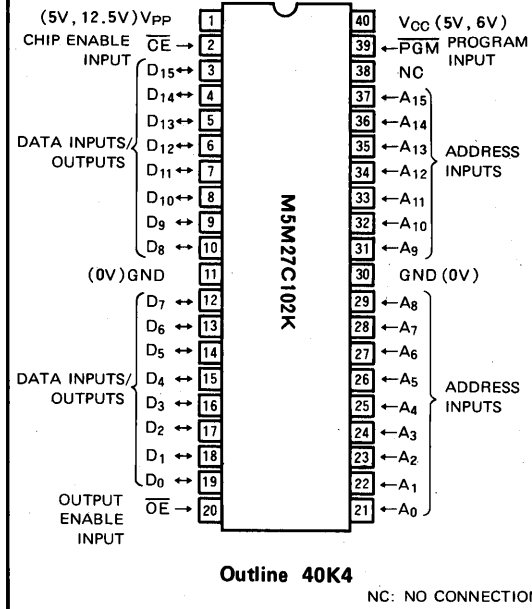 (5V, 12.5V) VPP 1
40 VCC (5V, 6V)
CHIP ENABLE INPUT CE → 2
39 ← PGM PROGRAM INPUT
D15 ↔ 3
38 NC
D14 ↔ 4
37 ← A15
D13 ↔ 5
36 ← A14
DATA INPUTS/ OUTPUTS
D12 ↔ 6
35 ← A13
ADDRESS INPUTS
D11 ↔ 7
34 ← A12
D10 ↔ 8
33 ← A11
D9 ↔ 9
32 ← A10
D8 ↔ 10
31 ← A9
(0V) GND 11
30 GND (0V)
M5M27C102K
D7 ↔ 12
29 ← A8
D6 ↔ 13
28 ← A7
D5 ↔ 14
27 ← A6
DATA INPUTS/ OUTPUTS
D4 ↔ 15
26 ← A5
ADDRESS INPUTS
D3 ↔ 16
25 ← A4
D2 ↔ 17
24 ← A3
D1 ↔ 18
23 ← A2
D0 ↔ 19
22 ← A1
OUTPUT ENABLE INPUT OE → 20
21 ← A0
Outline 40K4
NC: NO CONNECTION